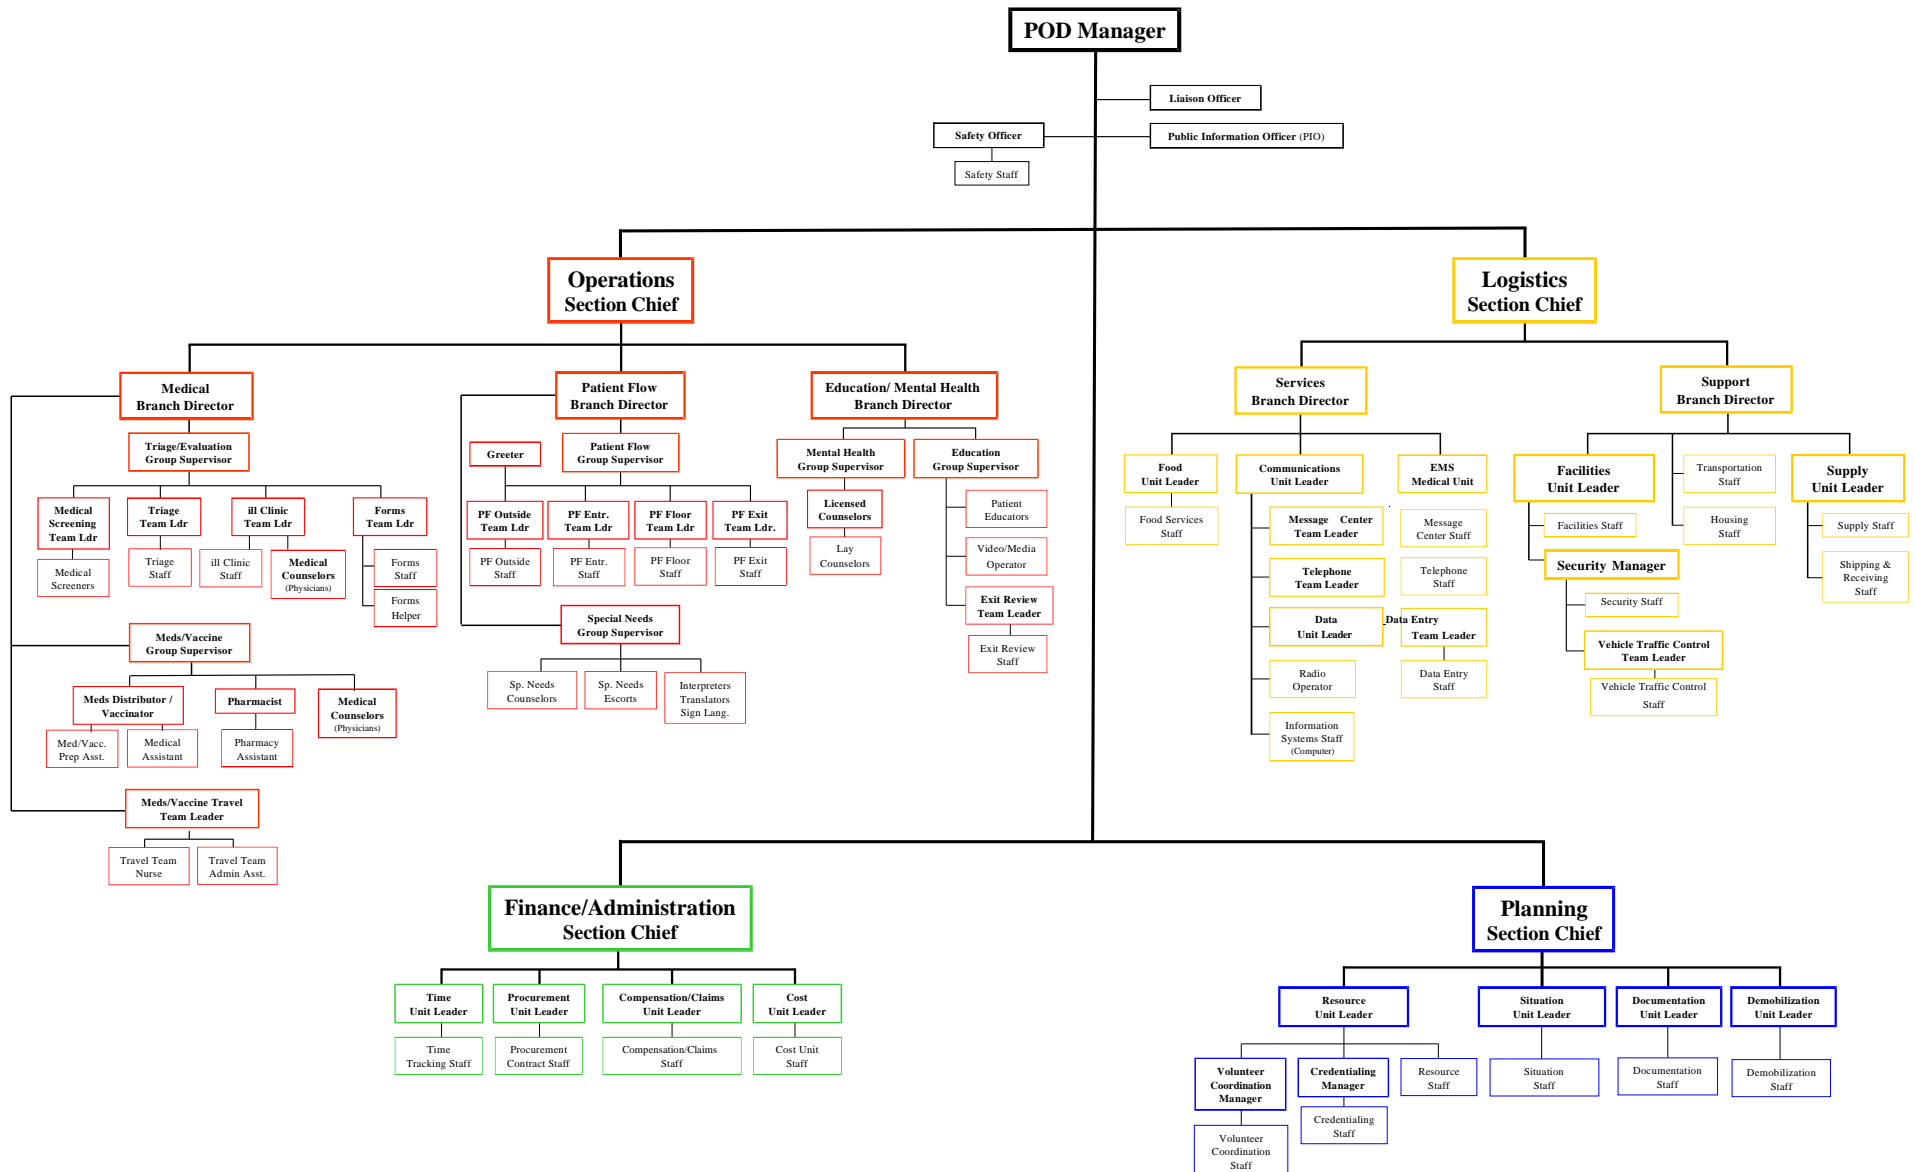 POD Manager
Liaison Officer
Safety Officer
Public Information Officer (PIO)
Safety Staff
Operations
Section Chief
Logistics
Section Chief
Medical
Branch Director
Patient Flow
Branch Director
Education/ Mental Health
Branch Director
Services
Branch Director
Support
Branch Director
Triage/Evaluation
Group Supervisor
Greeter
Patient Flow
Group Supervisor
Mental Health
Group Supervisor
Education
Group Supervisor
Food
Unit Leader
Communications
Unit Leader
EMS
Medical Unit
Facilities
Unit Leader
Transportation
Staff
Supply
Unit Leader
Medical
Screening
Team Ldr
Triage
Team Ldr
ill Clinic
Team Ldr
Forms
Team Ldr
PF Outside
Team Ldr
PF Entr.
Team Ldr
PF Floor
Team Ldr
PF Exit
Team Ldr.
Licensed
Counselors
Patient
Educators
Food Services
Staff
Message Center
Team Leader
Message
Center Staff
Facilities Staff
Housing
Staff
Supply Staff
Medical
Screeners
Triage
Staff
ill Clinic
Staff
Medical
Counselors
(Physicians)
Forms
Staff
Forms
Helper
PF Outside
Staff
PF Entr.
Staff
PF Floor
Staff
PF Exit
Staff
Lay
Counselors
Video/Media
Operator
Telephone
Team Leader
Telephone
Staff
Security Manager
Shipping &
Receiving
Staff
Security Staff
Exit Review
Team Leader
Exit Review
Staff
Data
Unit Leader
Data Entry
Team Leader
Vehicle Traffic Control
Team Leader
Vehicle Traffic Control
Staff
Meds/Vaccine
Group Supervisor
Special Needs
Group Supervisor
Radio
Operator
Data Entry
Staff
Meds Distributor /
Vaccinator
Pharmacist
Medical
Counselors
(Physicians)
Sp. Needs
Counselors
Sp. Needs
Escorts
Interpreters
Translators
Sign Lang.
Information
Systems Staff
(Computer)
Med/Vacc.
Prep Asst.
Medical
Assistant
Pharmacy
Assistant
Meds/Vaccine Travel
Team Leader
Travel Team
Nurse
Travel Team
Admin Asst.
Finance/Administration
Section Chief
Planning
Section Chief
Time
Unit Leader
Procurement
Unit Leader
Compensation/Claims
Unit Leader
Cost
Unit Leader
Resource
Unit Leader
Situation
Unit Leader
Documentation
Unit Leader
Demobilization
Unit Leader
Time
Tracking Staff
Procurement
Contract Staff
Compensation/Claims
Staff
Cost Unit
Staff
Volunteer
Coordination
Manager
Credentialing
Manager
Resource
Staff
Situation
Staff
Documentation
Staff
Demobilization
Staff
Volunteer
Coordination
Staff
Credentialing
Staff